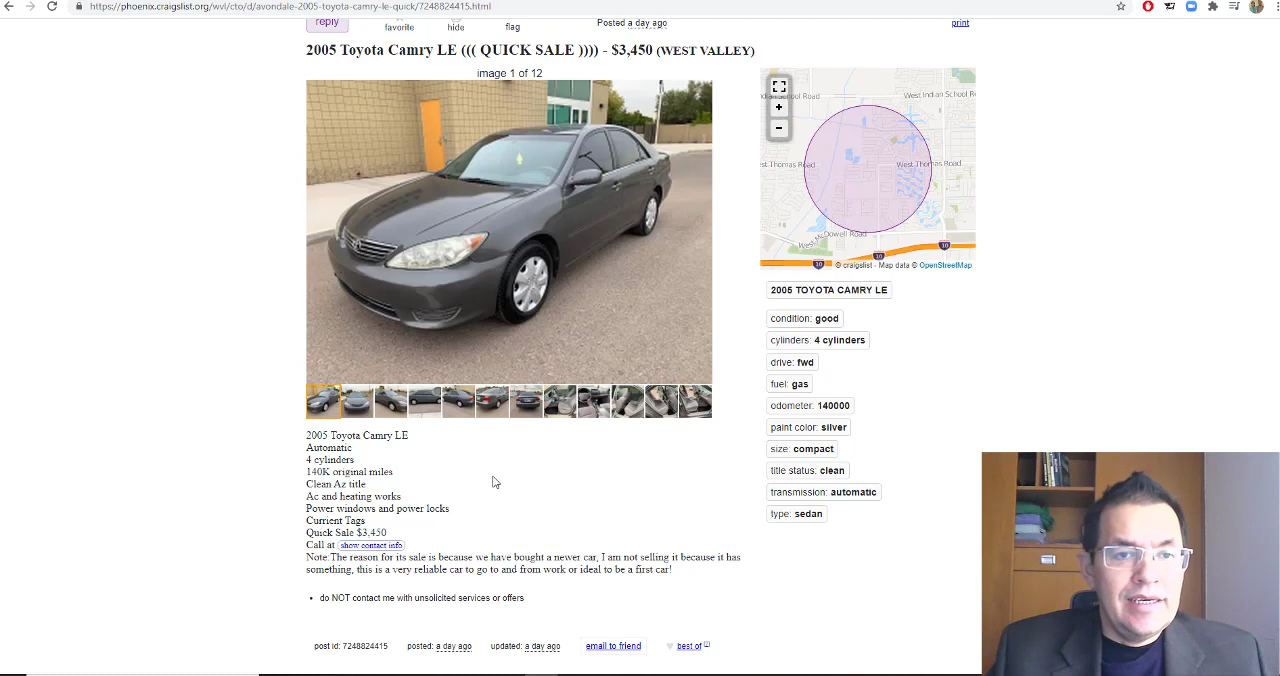 https://phoenix.craigslist.org/wvl/cto/d/avondale-2005-toyota-camry-le-quick/7248824415.html
reply
favorite
hide
flag
Posted a day ago
print
2005 Toyota Camry LE ((( QUICK SALE )))) - $3,450 (WEST VALLEY)
image 1 of 12
+
−
ndian School Road
West Indian School Road
est Thomas Road
West Thomas Road
West McDowell Road
10
10
10
© craigslist - Map data © OpenStreetMap
2005 TOYOTA CAMRY LE
condition: good
cylinders: 4 cylinders
drive: fwd
fuel: gas
odometer: 140000
paint color: silver
size: compact
title status: clean
transmission: automatic
type: sedan
2005 Toyota Camry LE
Automatic
4 cylinders
140K original miles
Clean Az title
Ac and heating works
Power windows and power locks
Current Tags
Quick Sale $3,450
Call at show contact info
Note:The reason for its sale is because we have bought a newer car, I am not selling it because it has
something, this is a very reliable car to go to and from work or ideal to be a first car!
• do NOT contact me with unsolicited services or offers
post id: 7248824415
posted: a day ago
updated: a day ago
email to friend
best of [?]